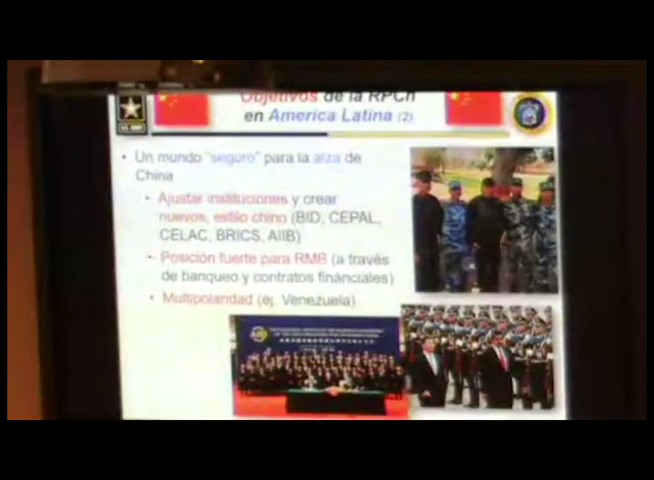 Objetivos de la RPCh
en America Latina (2)
• Un mundo "seguro" para la alza de
China
• Ajustar instituciones y crear
nuevos, estilo chino (BID, CEPAL,
CELAC, BRICS, AIIB)
• Posición fuerte para RMB (a través
de banqueo y contratos financiales)
• Multipolaridad (ej. Venezuela)